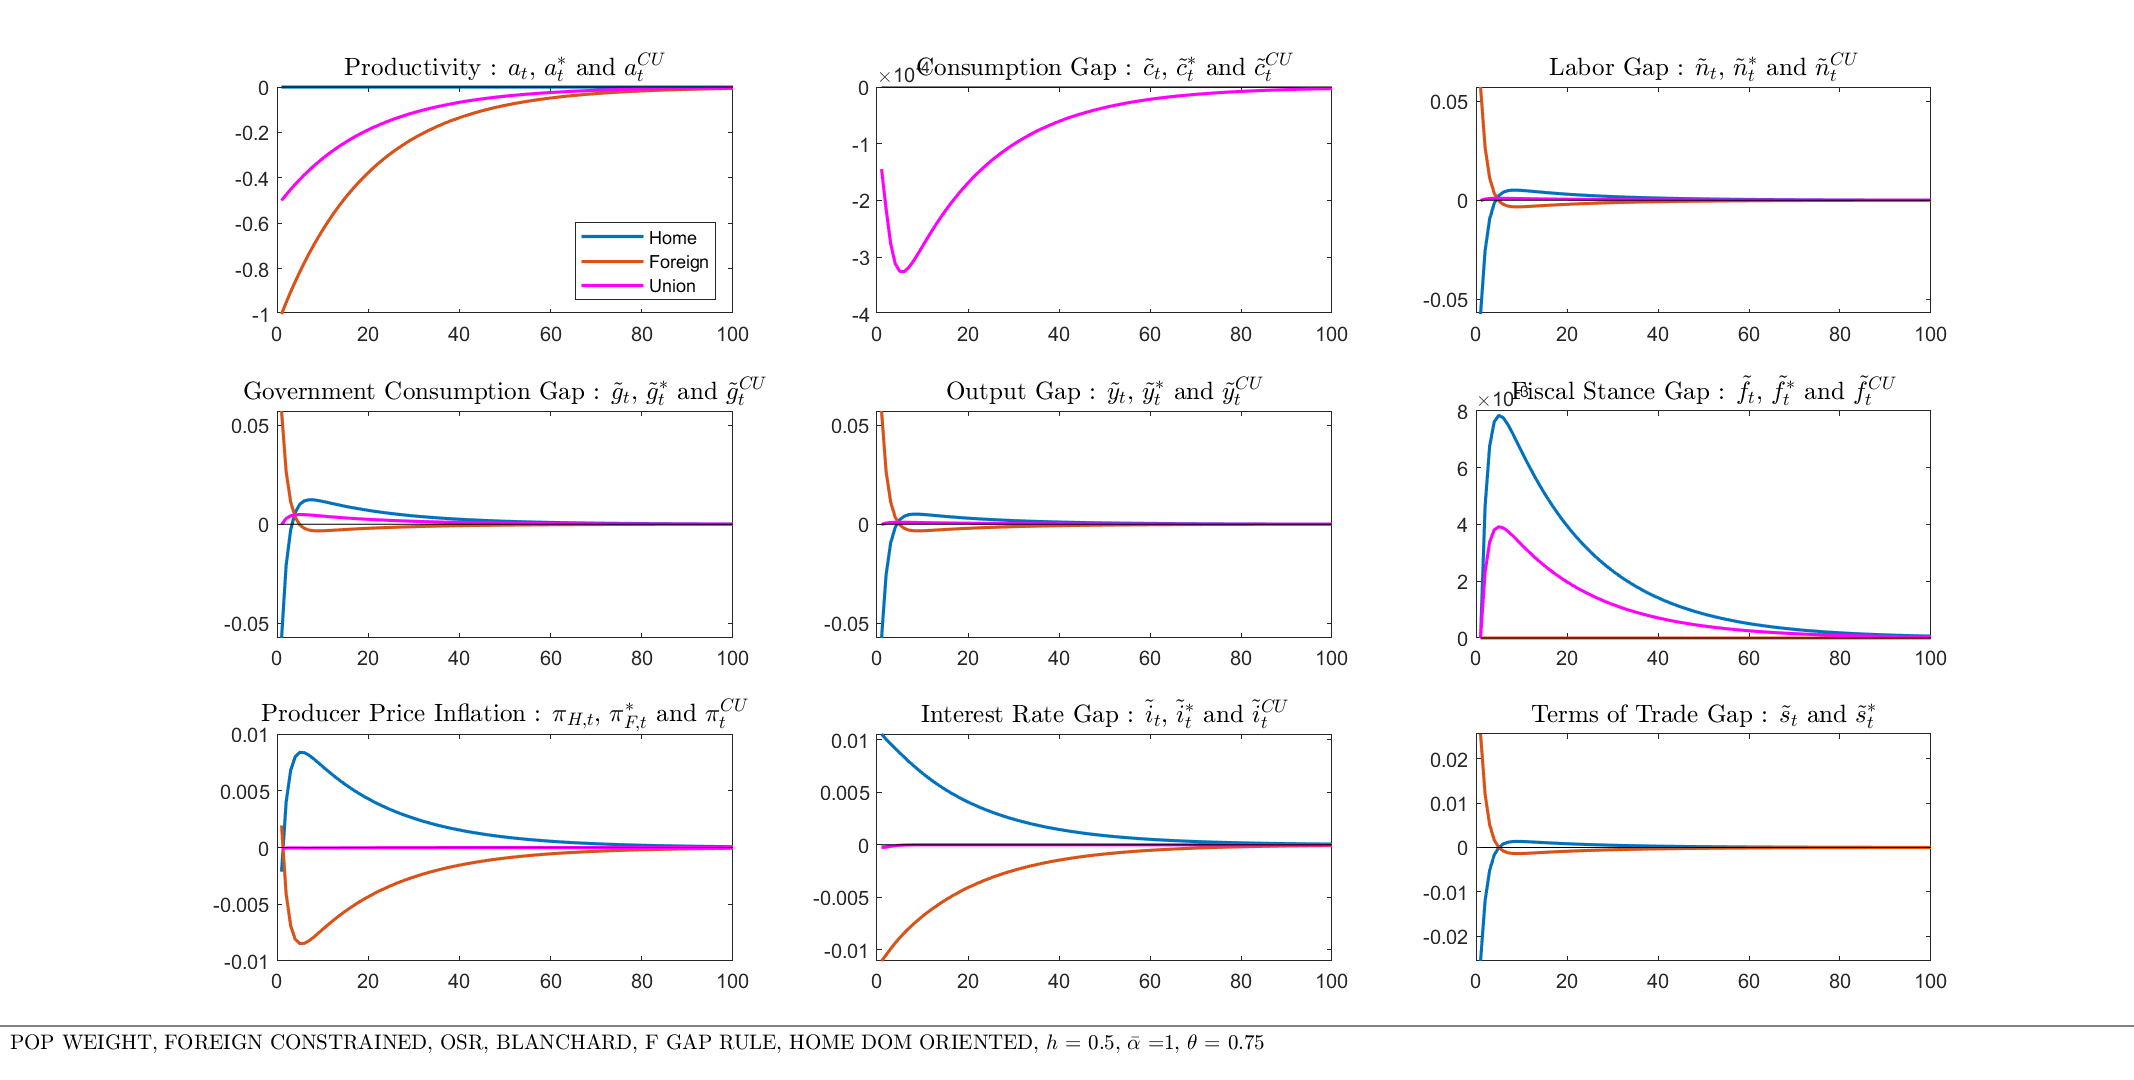 Productivity : a_t, a_t^* and a_t^{CU}
0
-0.2
-0.4
-0.6
-0.8
-1
0 20 40 60 80 100
Home
Foreign
Union
Consumption Gap : c̃_t, c̃_t^* and c̃_t^{CU}
×10^{-4}
0
-1
-2
-3
-4
0 20 40 60 80 100
Labor Gap : ñ_t, ñ_t^* and ñ_t^{CU}
0.05
0
-0.05
0 20 40 60 80 100
Government Consumption Gap : g̃_t, g̃_t^* and g̃_t^{CU}
0.05
0
-0.05
0 20 40 60 80 100
Output Gap : ỹ_t, ỹ_t^* and ỹ_t^{CU}
0.05
0
-0.05
0 20 40 60 80 100
Fiscal Stance Gap : f̃_t, f̃_t^* and f̃_t^{CU}
×10^{-3}
8
6
4
2
0
0 20 40 60 80 100
Producer Price Inflation : π_{H,t}, π_{F,t}^* and π_t^{CU}
0.01
0.005
0
-0.005
-0.01
0 20 40 60 80 100
Interest Rate Gap : ĩ_t, ĩ_t^* and ĩ_t^{CU}
0.01
0.005
0
-0.005
-0.01
0 20 40 60 80 100
Terms of Trade Gap : s̃_t and s̃_t^*
0.02
0.01
0
-0.01
-0.02
0 20 40 60 80 100
POP WEIGHT, FOREIGN CONSTRAINED, OSR, BLANCHARD, F GAP RULE, HOME DOM ORIENTED, h = 0.5, ᾱ =1, θ = 0.75